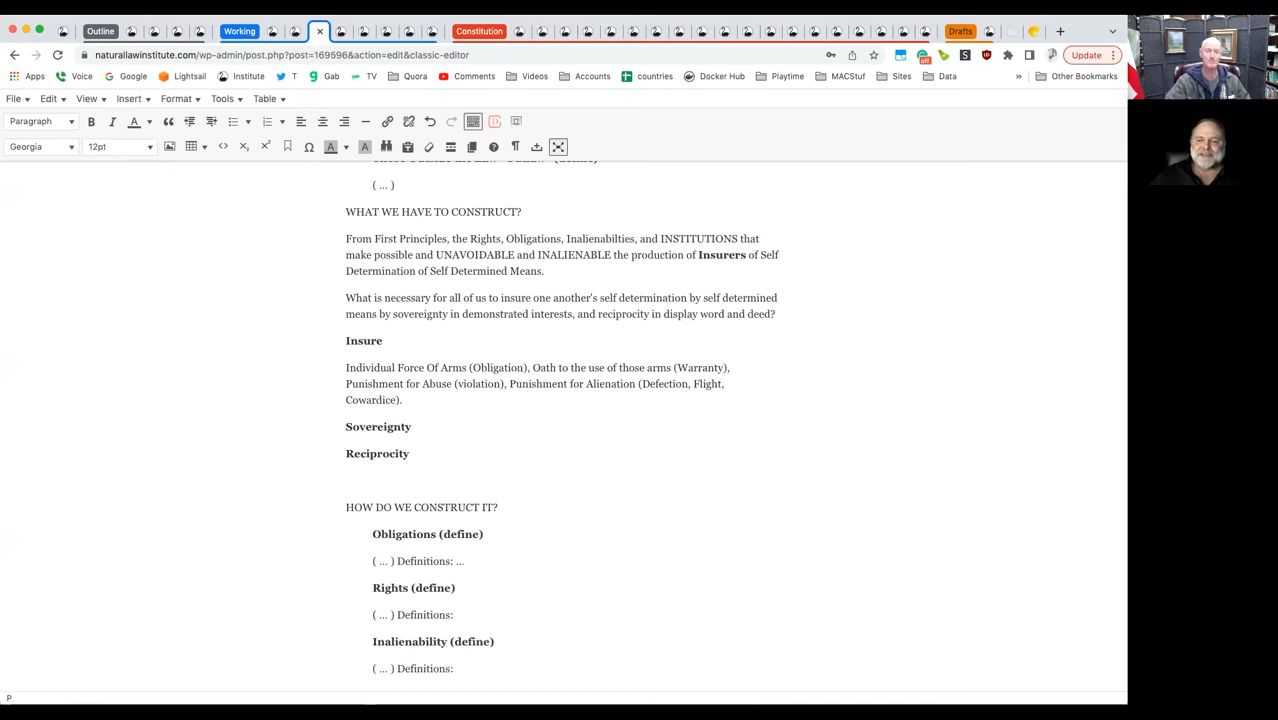 Outline
Working
Constitution
Drafts
naturallawinstitute.com/wp-admin/post.php?post=169596&action=edit&classic-editor
off
Update
Apps Voice Google Lightsail Institute Gab TV Quora Comments Videos Accounts countries Docker Hub Playtime MACStuf Sites Data » Other Bookmarks
File Edit View Insert Format Tools Table
Paragraph
Georgia 12pt
( ... )
WHAT WE HAVE TO CONSTRUCT?
From First Principles, the Rights, Obligations, Inalienabilties, and INSTITUTIONS that
make possible and UNAVOIDABLE and INALIENABLE the production of Insurers of Self
Determination of Self Determined Means.
What is necessary for all of us to insure one another's self determination by self determined
means by sovereignty in demonstrated interests, and reciprocity in display word and deed?
Insure
Individual Force Of Arms (Obligation), Oath to the use of those arms (Warranty),
Punishment for Abuse (violation), Punishment for Alienation (Defection, Flight,
Cowardice).
Sovereignty
Reciprocity
HOW DO WE CONSTRUCT IT?
Obligations (define)
( ... ) Definitions: ...
Rights (define)
( ... ) Definitions:
Inalienability (define)
( ... ) Definitions:
P